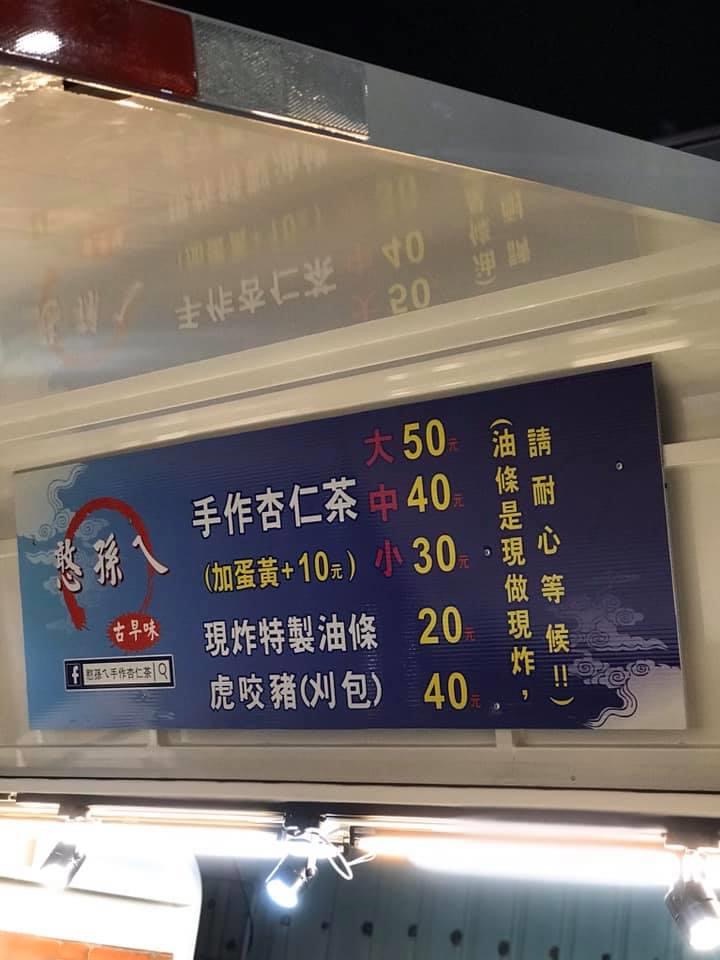 憨孫ㄟ
古早味
憨孫ㄟ手作杏仁茶
手作杏仁茶
大 50元
中 40元
小 30元
(加蛋黃+10元)
現炸特製油條 20元
虎咬豬(刈包) 40元
(油條是現做現炸，
請耐心等候!!)